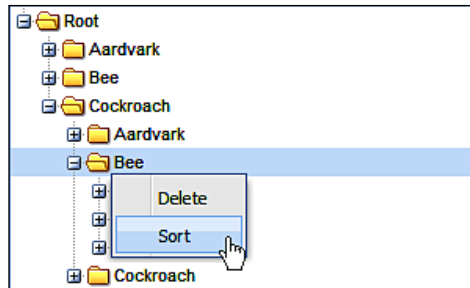 Root
Aardvark
Bee
Cockroach
Aardvark
Bee
Delete
Sort
Cockroach